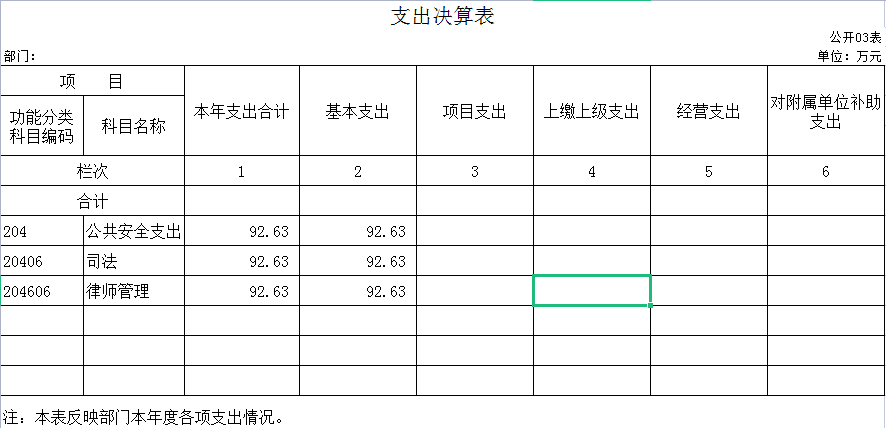 支出决算表
公开03表
部门：
单位：万元
项 目
本年支出合计
基本支出
项目支出
上缴上级支出
经营支出
对附属单位补助
支出
功能分类
科目编码
科目名称
栏次 1 2 3 4 5 6
合计
204 公共安全支出 92.63 92.63
20406 司法 92.63 92.63
204606 律师管理 92.63 92.63
注：本表反映部门本年度各项支出情况。